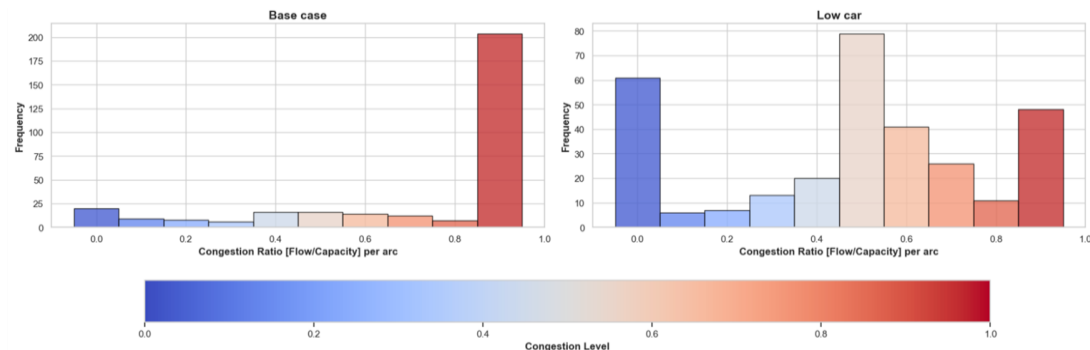 Base case
Frequency
200
175
150
125
100
75
50
25
0
0.0 0.2 0.4 0.6 0.8 1.0
Congestion Ratio [Flow/Capacity] per arc
Low car
Frequency
80
70
60
50
40
30
20
10
0
0.0 0.2 0.4 0.6 0.8 1.0
Congestion Ratio [Flow/Capacity] per arc
0.0 0.2 0.4 0.6 0.8 1.0
Congestion Level